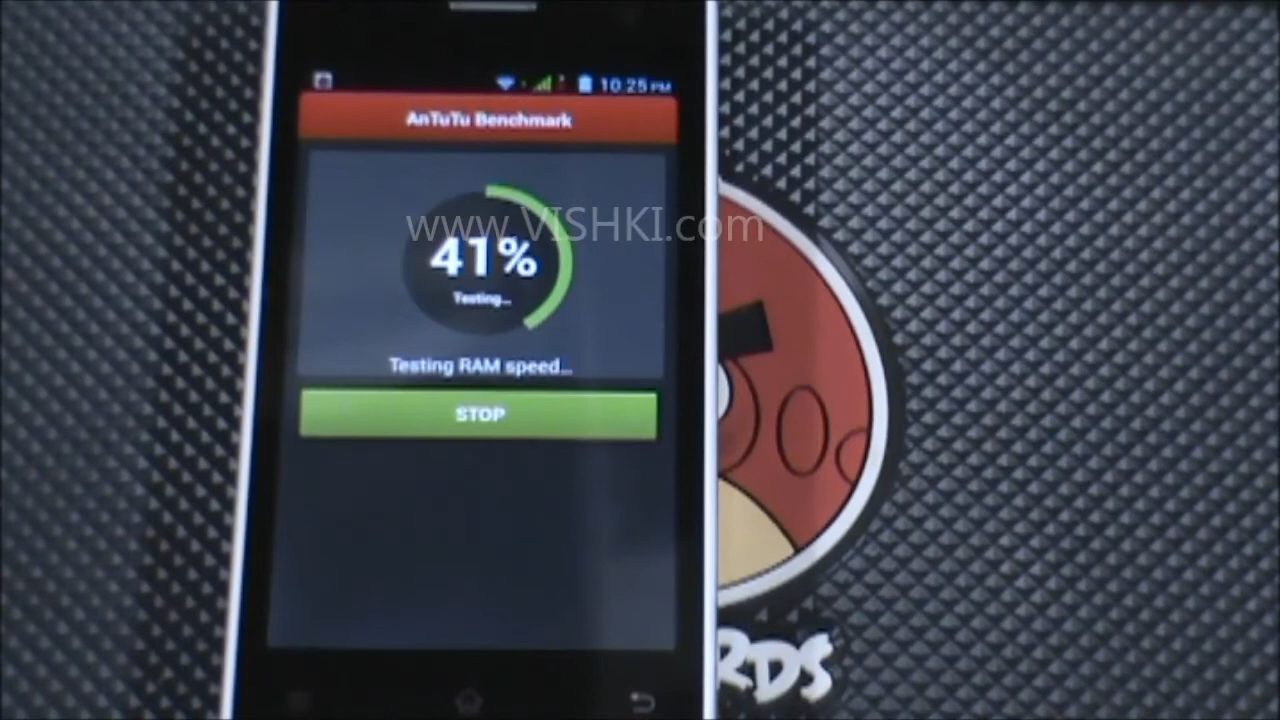 10:25 PM
AnTuTu Benchmark
www.VISHKI.com
41%
Testing...
Testing RAM speed...
STOP
RDS